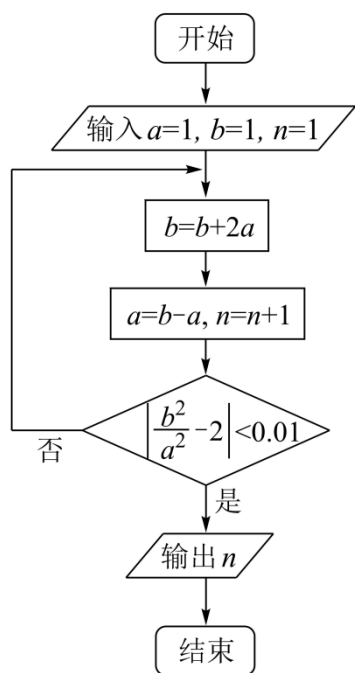 开始
输入a=1, b=1, n=1
b=b+2a
a=b-a, n=n+1
|b²/a²-2|<0.01
否
是
输出n
结束